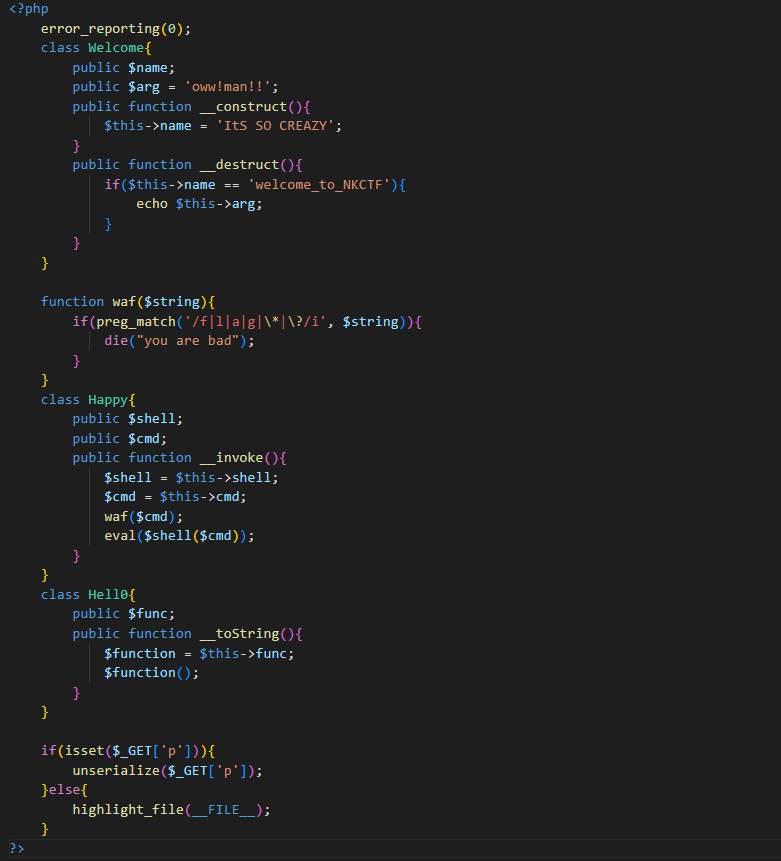 <?php
    error_reporting(0);
    class Welcome{
        public $name;
        public $arg = 'oww!man!!';
        public function __construct(){
            $this->name = 'ItS SO CREAZY';
        }
        public function __destruct(){
            if($this->name == 'welcome_to_NKCTF'){
                echo $this->arg;
            }
        }
    }

    function waf($string){
        if(preg_match('/f|l|a|g|\*|\?/i', $string)){
            die("you are bad");
        }
    }
    class Happy{
        public $shell;
        public $cmd;
        public function __invoke(){
            $shell = $this->shell;
            $cmd = $this->cmd;
            waf($cmd);
            eval($shell($cmd));
        }
    }
    class Hell0{
        public $func;
        public function __toString(){
            $function = $this->func;
            $function();
        }
    }

    if(isset($_GET['p'])){
        unserialize($_GET['p']);
    }else{
        highlight_file(__FILE__);
    }
?>